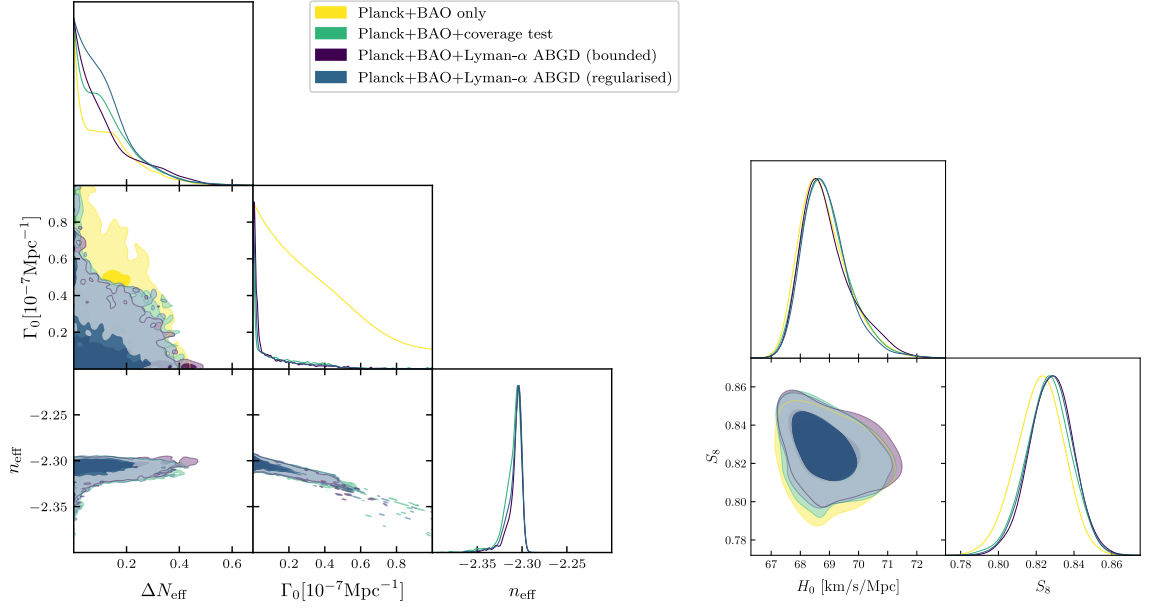 Planck+BAO only
Planck+BAO+coverage test
Planck+BAO+Lyman-α ABGD (bounded)
Planck+BAO+Lyman-α ABGD (regularised)
0.8
0.6
0.4
0.2
Γ₀[10⁻⁷Mpc⁻¹]
−2.25
−2.30
−2.35
n_eff
0.2 0.4 0.6
0.2 0.4 0.6 0.8
−2.35 −2.30 −2.25
ΔN_eff
Γ₀[10⁻⁷Mpc⁻¹]
n_eff
0.86
0.84
0.82
0.80
0.78
S₈
67 68 69 70 71 72
0.78 0.80 0.82 0.84 0.86
H₀ [km/s/Mpc]
S₈